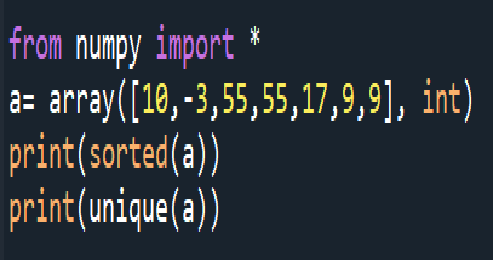 from numpy import *
a= array([10,-3,55,55,17,9,9], int)
print(sorted(a))
print(unique(a))